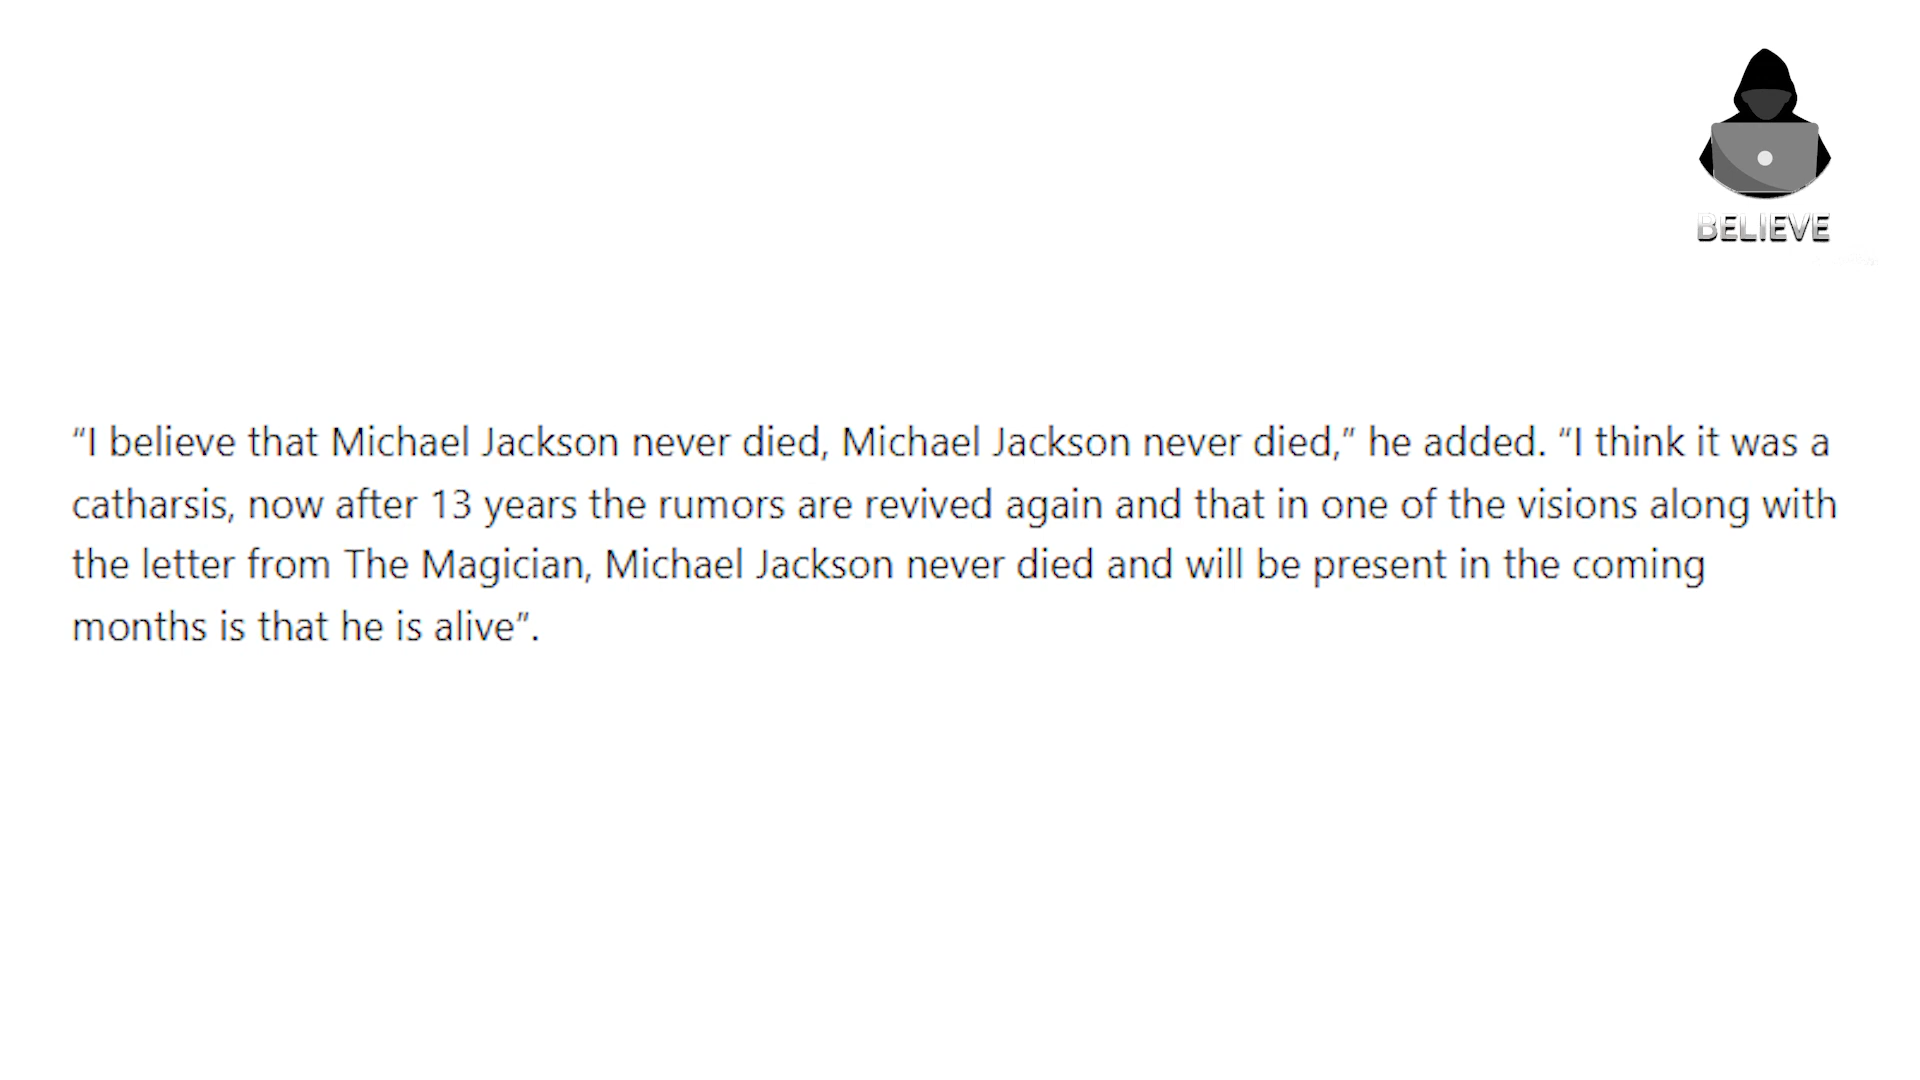 BELIEVE
“I believe that Michael Jackson never died, Michael Jackson never died,” he added. “I think it was a
catharsis, now after 13 years the rumors are revived again and that in one of the visions along with
the letter from The Magician, Michael Jackson never died and will be present in the coming
months is that he is alive”.